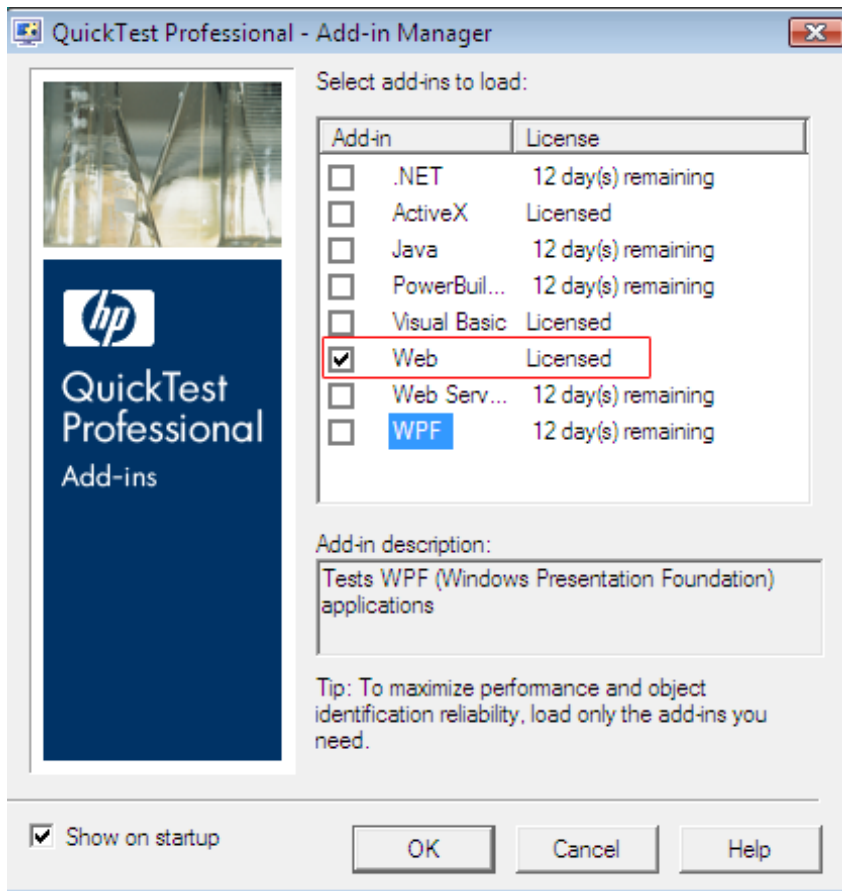 QuickTest Professional - Add-in Manager
Select add-ins to load:
Add-in License
.NET 12 day(s) remaining
ActiveX Licensed
Java 12 day(s) remaining
PowerBuil... 12 day(s) remaining
Visual Basic Licensed
Web Licensed
Web Serv... 12 day(s) remaining
WPF 12 day(s) remaining
hp
QuickTest
Professional
Add-ins
Add-in description:
Tests WPF (Windows Presentation Foundation)
applications
Tip: To maximize performance and object
identification reliability, load only the add-ins you
need.
Show on startup
OK
Cancel
Help